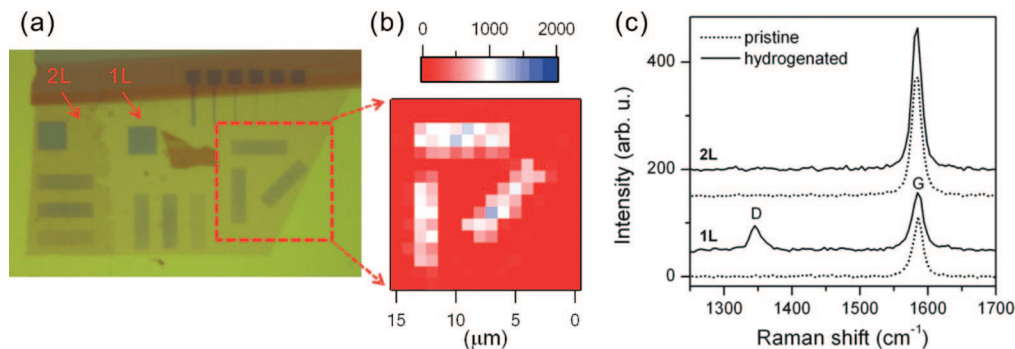 (a)
2L
1L
(b)
0 1000 2000
15 10 5 0
(μm)
(c)
pristine
hydrogenated
400
200
0
2L
1L
D
G
1300 1400 1500 1600 1700
Intensity (arb. u.)
Raman shift (cm⁻¹)